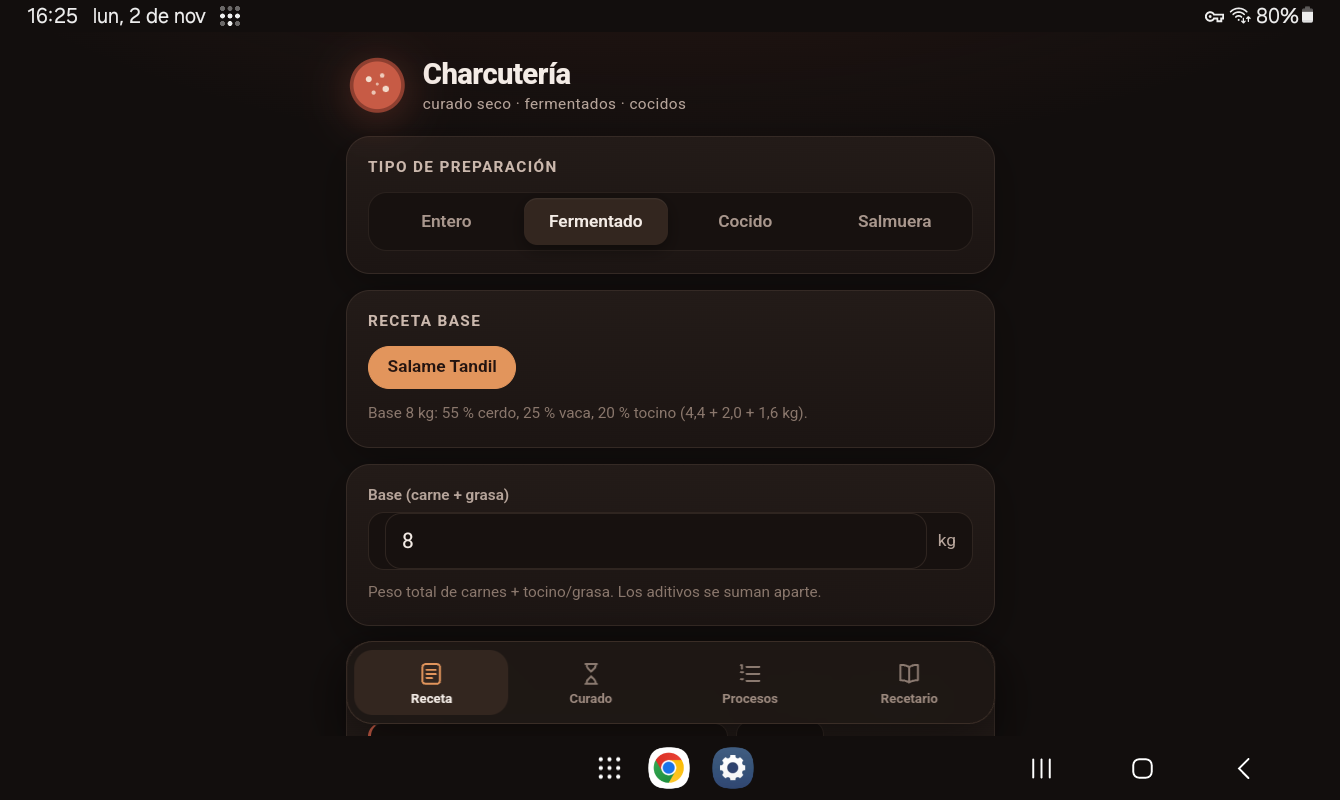 16:25 lun, 2 de nov 80%
Charcutería
curado seco · fermentados · cocidos
TIPO DE PREPARACIÓN
Entero Fermentado Cocido Salmuera
RECETA BASE
Salame Tandil
Base 8 kg: 55 % cerdo, 25 % vaca, 20 % tocino (4,4 + 2,0 + 1,6 kg).
Base (carne + grasa)
8 kg
Peso total de carnes + tocino/grasa. Los aditivos se suman aparte.
Receta Curado Procesos Recetario